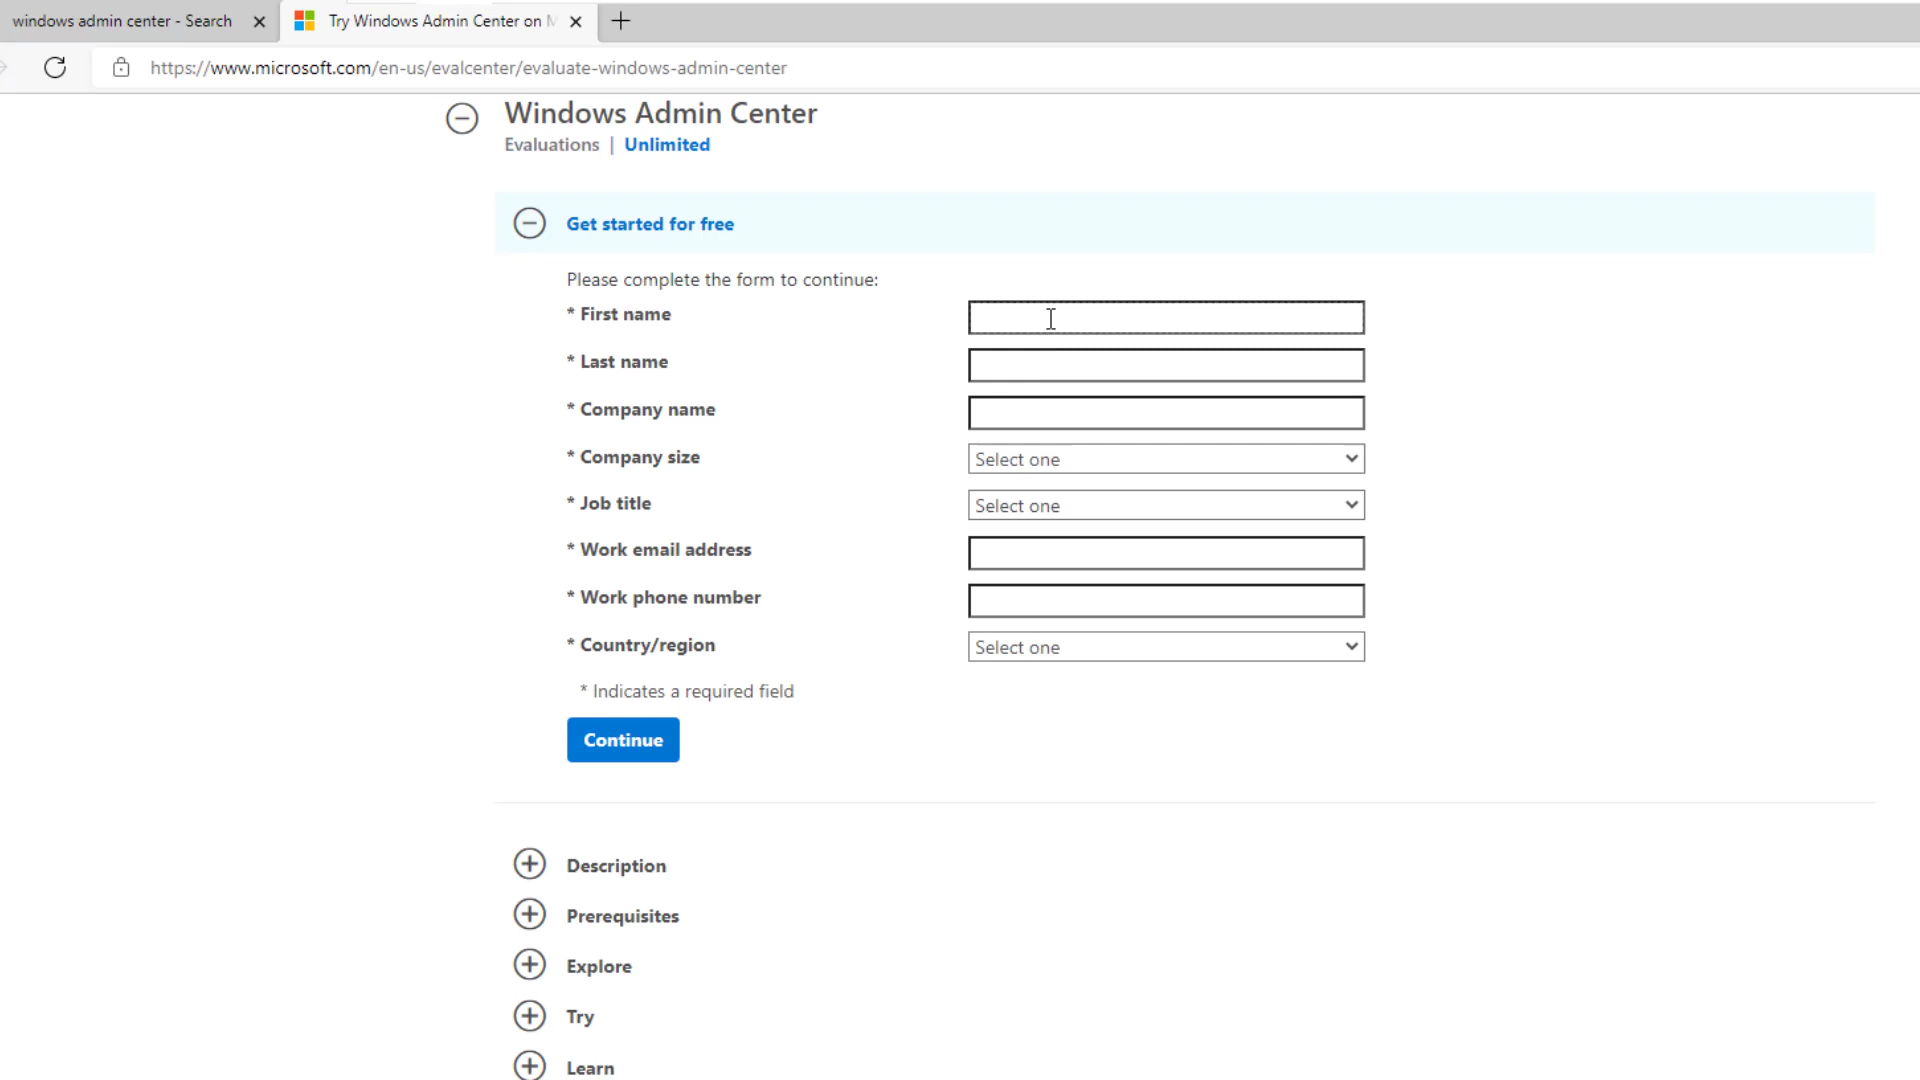 windows admin center - Search
Try Windows Admin Center on M
https://www.microsoft.com/en-us/evalcenter/evaluate-windows-admin-center
Windows Admin Center
Evaluations | Unlimited
Get started for free
Please complete the form to continue:
* First name
* Last name
* Company name
* Company size Select one
* Job title Select one
* Work email address
* Work phone number
* Country/region Select one
* Indicates a required field
Continue
Description
Prerequisites
Explore
Try
Learn